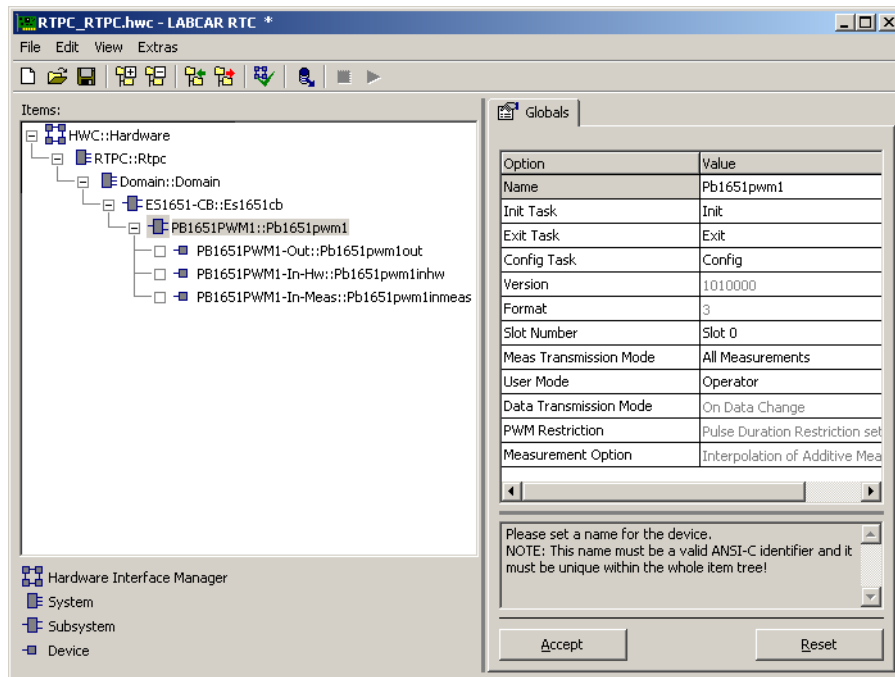 RTPC_RTPC.hwc - LABCAR RTC *
File Edit View Extras
Items:
HWC::Hardware
RTPC::Rtpc
Domain::Domain
ES1651-CB::Es1651cb
PB1651PWM1::Pb1651pwm1
PB1651PWM1-Out::Pb1651pwm1out
PB1651PWM1-In-Hw::Pb1651pwm1inhw
PB1651PWM1-In-Meas::Pb1651pwm1inmeas
Hardware Interface Manager
System
Subsystem
Device
Globals
Option Value
Name Pb1651pwm1
Init Task Init
Exit Task Exit
Config Task Config
Version 1010000
Format 3
Slot Number Slot 0
Meas Transmission Mode All Measurements
User Mode Operator
Data Transmission Mode On Data Change
PWM Restriction Pulse Duration Restriction set
Measurement Option Interpolation of Additive Mea
Please set a name for the device.
NOTE: This name must be a valid ANSI-C identifier and it
must be unique within the whole item tree!
Accept Reset